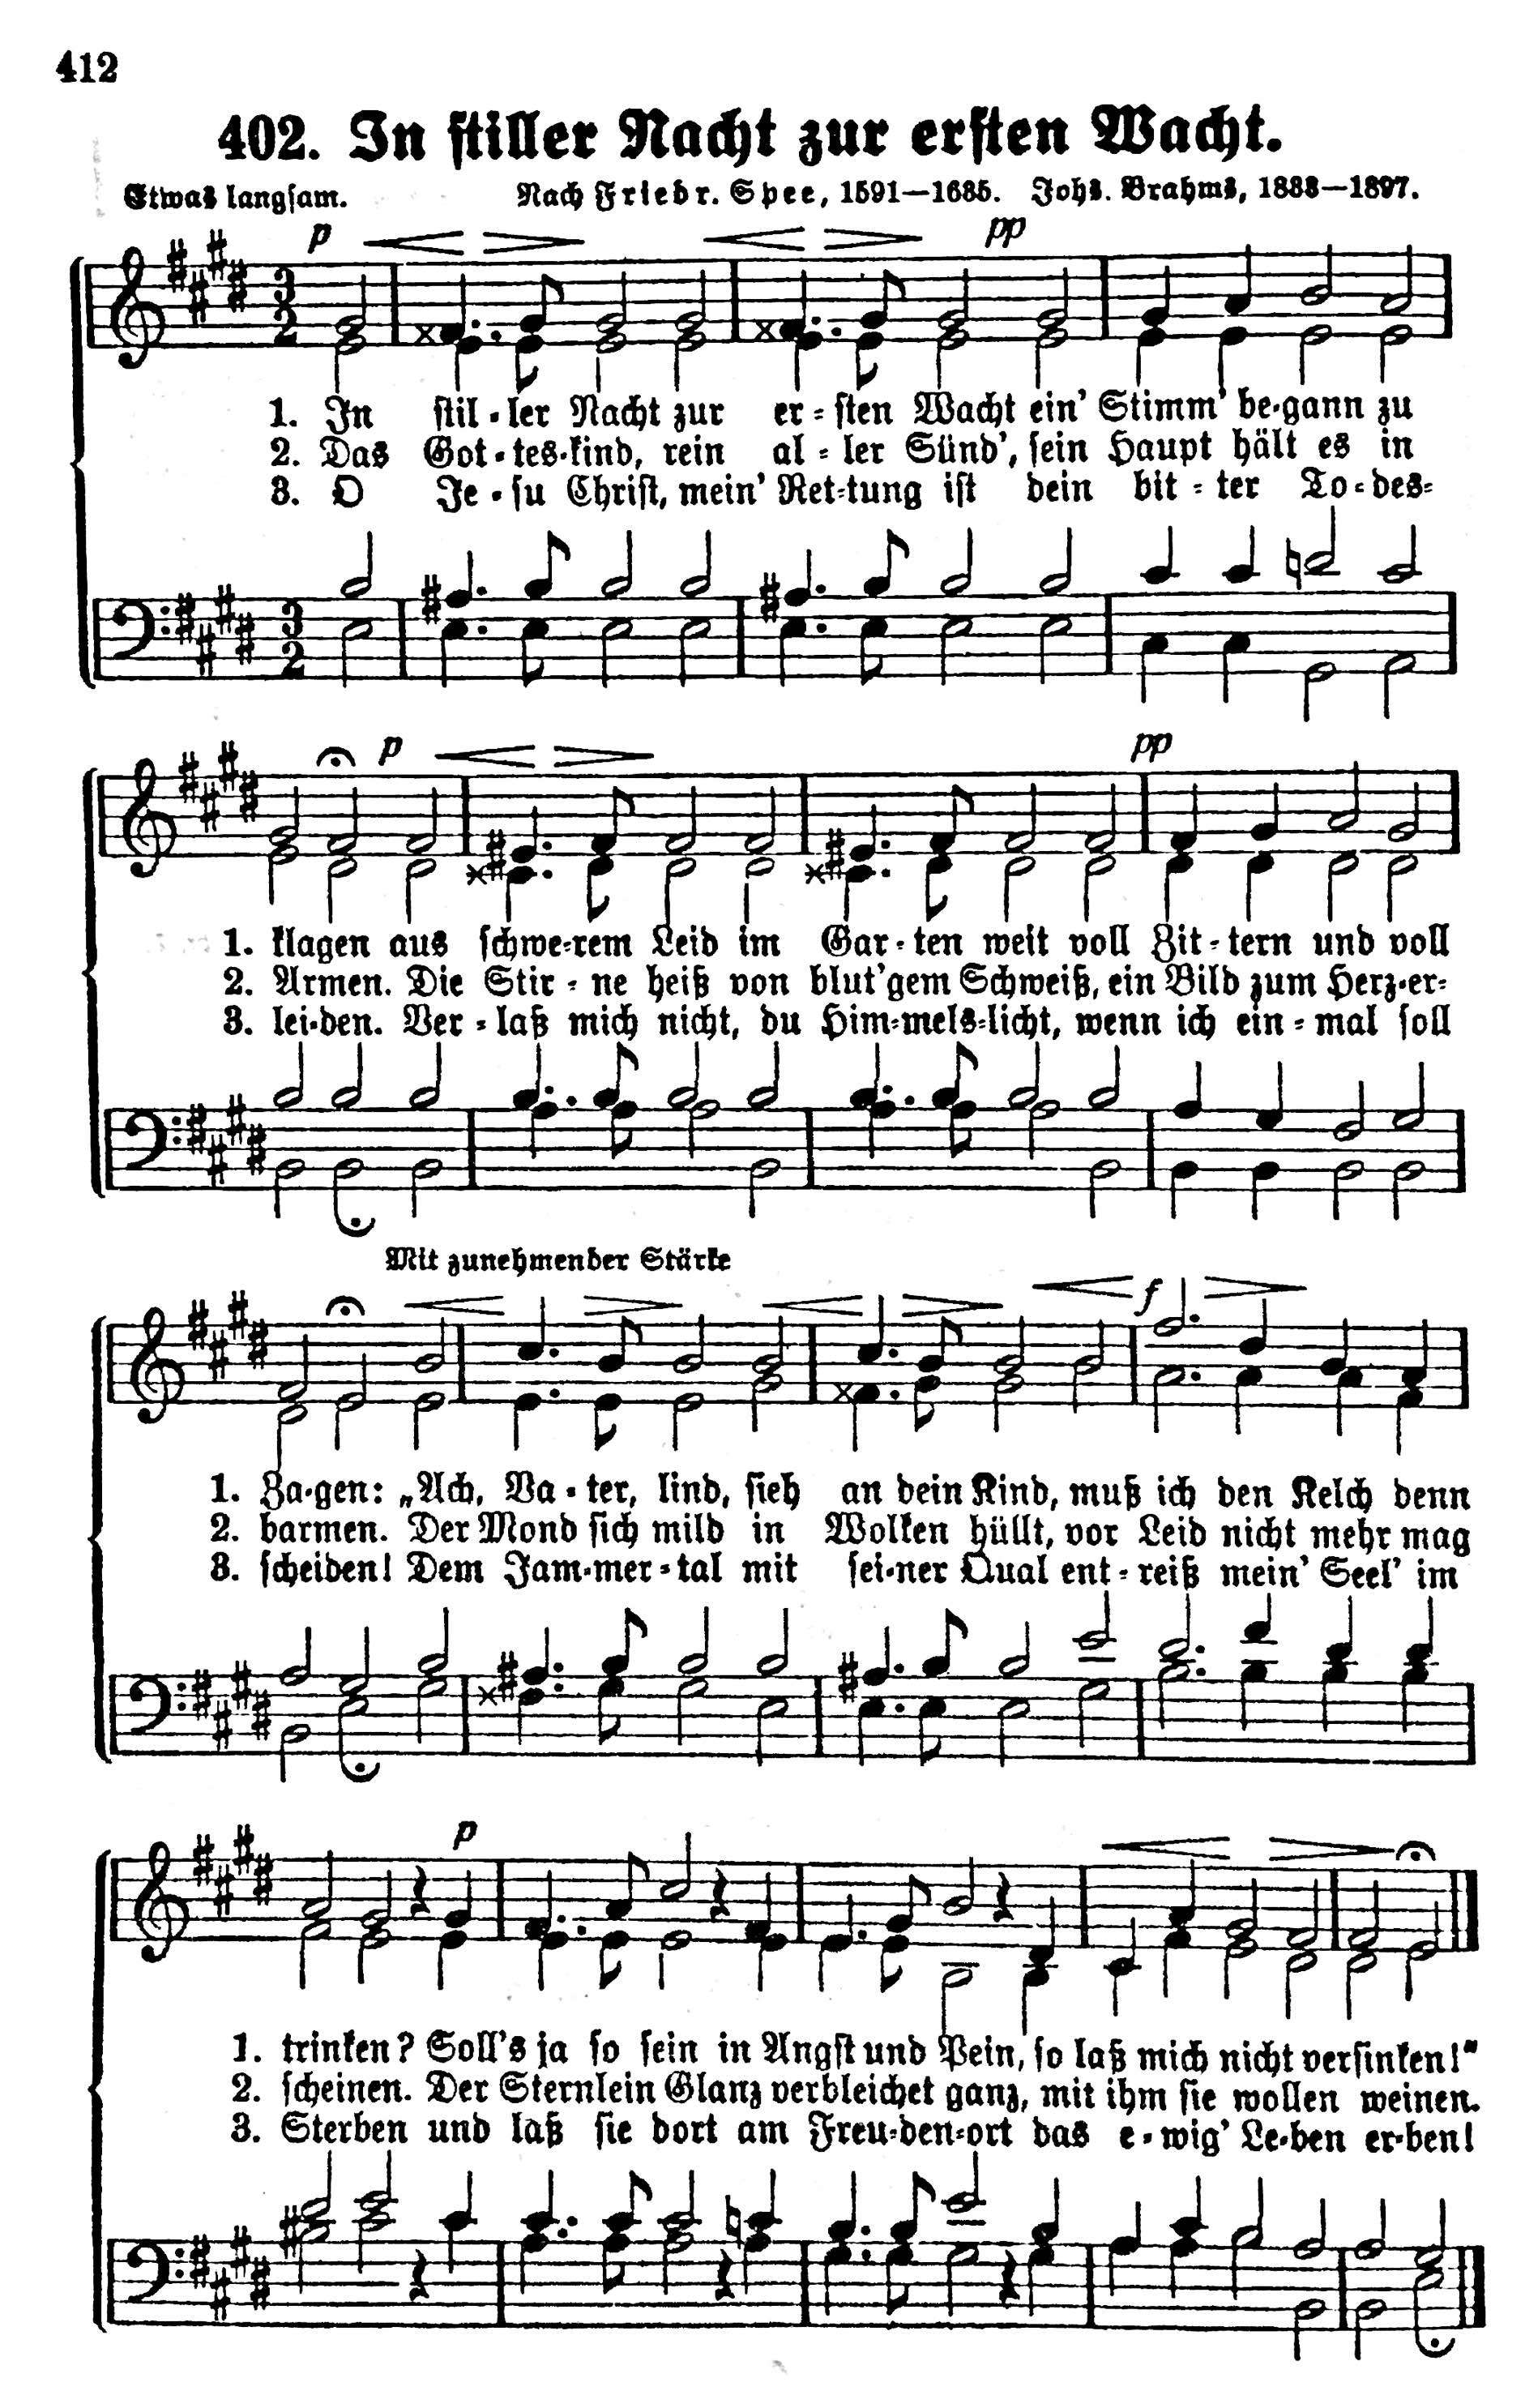 412
402. In stiller Nacht zur ersten Wacht.
Etwas langsam. Nach Friedr. Spee, 1591—1635. Johs. Brahms, 1833—1897.
p pp
1. In stil-ler Nacht zur er-sten Wacht ein' Stimm' be-gann zu
2. Das Got-tes-kind, rein al-ler Sünd', sein Haupt hält es in
3. O Je-su Christ, mein' Ret-tung ist dein bit-ter To-des-
p pp
1. klagen aus schwe-rem Leid im Gar-ten weit voll Zit-tern und voll
2. Armen. Die Stir-ne heiß von blut'gem Schweiß, ein Bild zum Herz-er-
3. lei-den. Ver-laß mich nicht, du Him-mels-licht, wenn ich ein-mal soll
Mit zunehmender Stärke
f
1. Za-gen: „Ach, Va-ter, lind, sieh an dein Kind, muß ich den Kelch denn
2. barmen. Der Mond sich mild in Wolken hüllt, vor Leid nicht mehr mag
3. scheiden! Dem Jam-mer-tal mit sei-ner Qual ent-reiß mein' Seel' im
p
1. trinken? Soll's ja so sein in Angst und Pein, so laß mich nicht versinken!"
2. scheinen. Der Sternlein Glanz verbleichet ganz, mit ihm sie wollen weinen.
3. Sterben und laß sie dort am Freu-den-ort das e-wig' Le-ben er-ben!